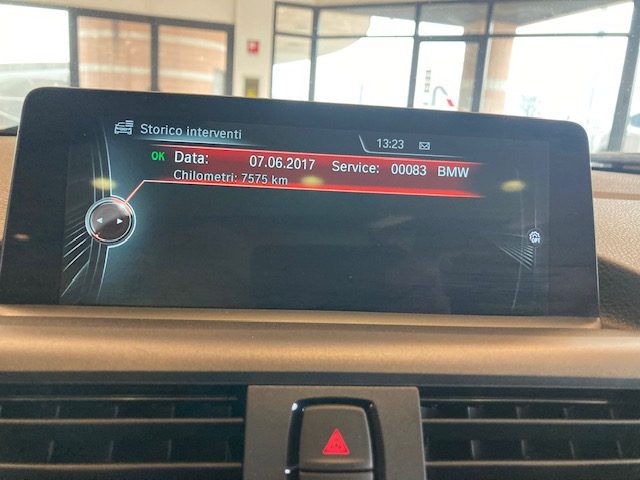 Storico interventi 13:23
OK Data: 07.06.2017 Service: 00083 BMW
Chilometri: 7575 km
OFF